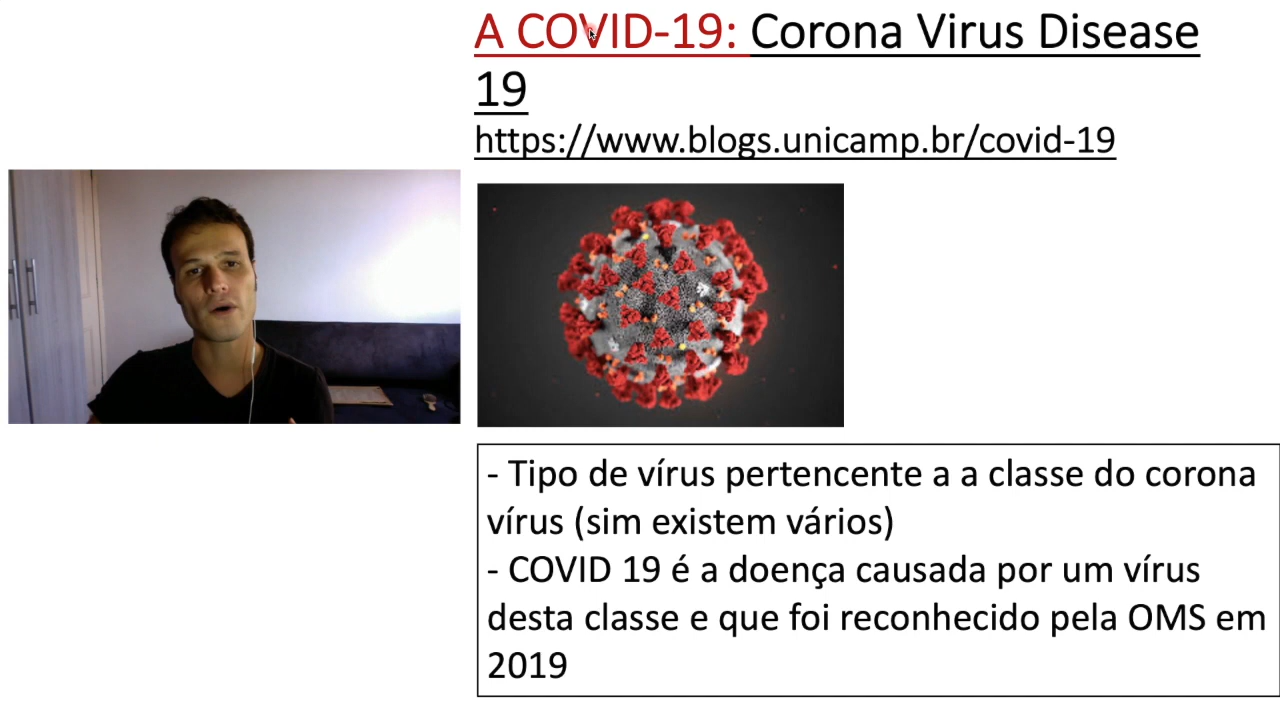 A COVID-19: Corona Virus Disease
19
https://www.blogs.unicamp.br/covid-19
- Tipo de vírus pertencente a a classe do corona
vírus (sim existem vários)
- COVID 19 é a doença causada por um vírus
desta classe e que foi reconhecido pela OMS em
2019